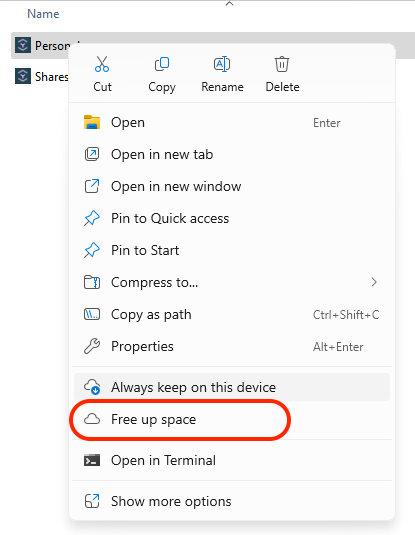 Name
Personal
Shares
Cut Copy Rename Delete
Open Enter
Open in new tab
Open in new window
Pin to Quick access
Pin to Start
Compress to...
Copy as path Ctrl+Shift+C
Properties Alt+Enter
Always keep on this device
Free up space
Open in Terminal
Show more options